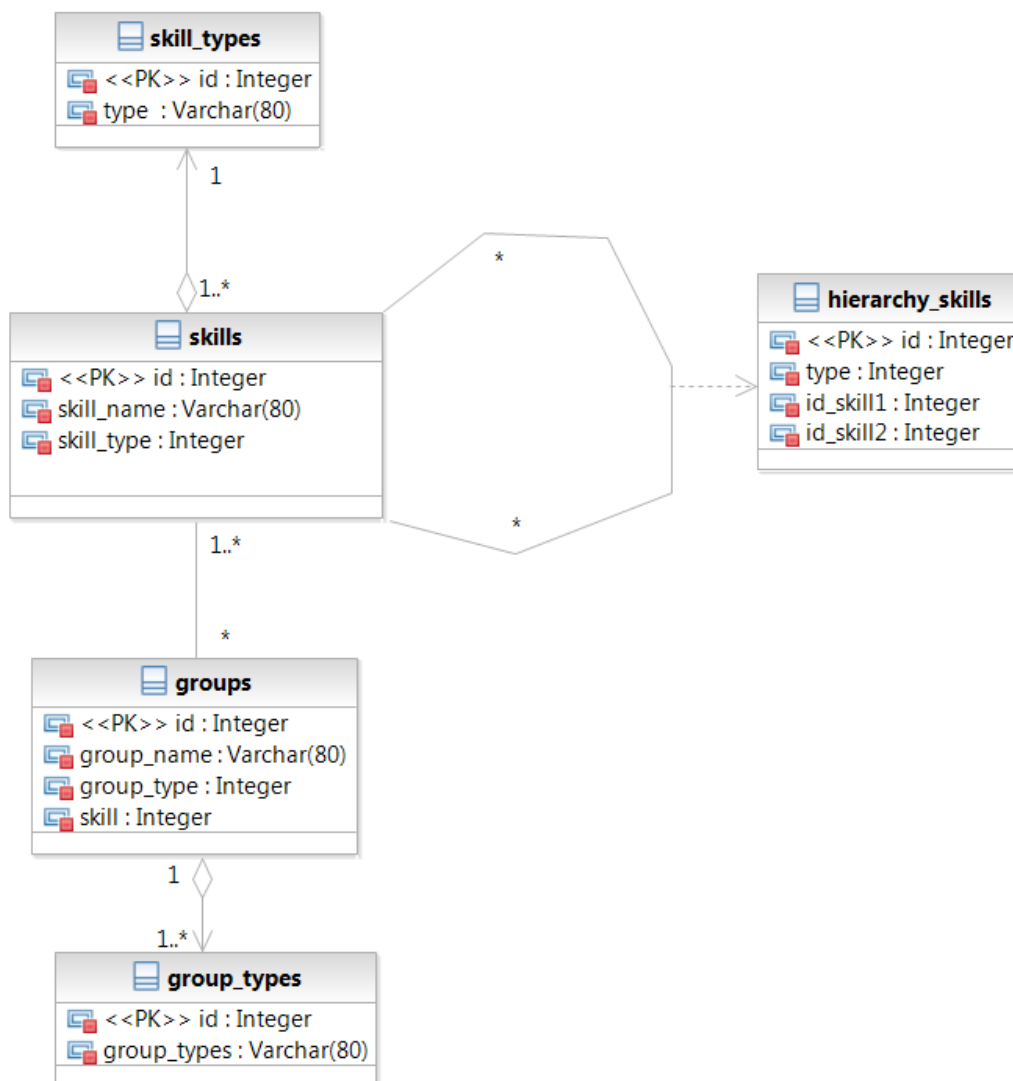 skill_types
<<PK>> id : Integer
type : Varchar(80)
1
1..*
skills
<<PK>> id : Integer
skill_name : Varchar(80)
skill_type : Integer
*
*
hierarchy_skills
<<PK>> id : Integer
type : Integer
id_skill1 : Integer
id_skill2 : Integer
1..*
*
groups
<<PK>> id : Integer
group_name : Varchar(80)
group_type : Integer
skill : Integer
1
1..*
group_types
<<PK>> id : Integer
group_types : Varchar(80)